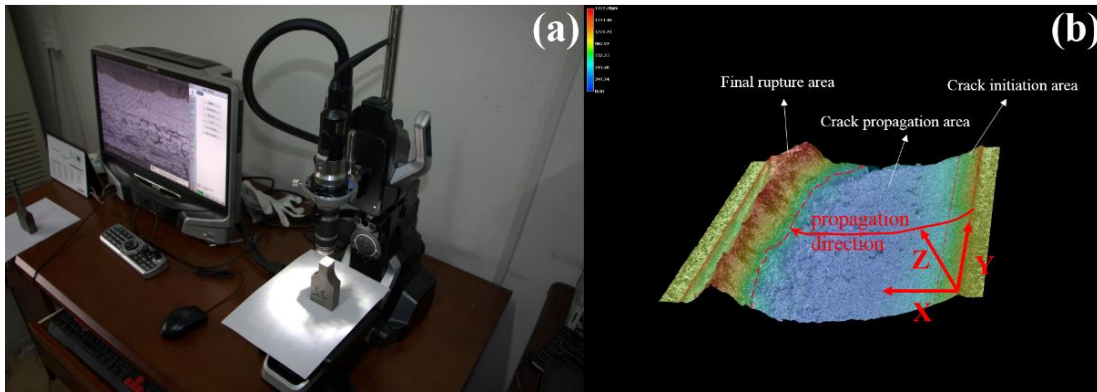 (a)
(b)
Final rupture area
Crack initiation area
Crack propagation area
propagation
direction
Z
Y
X